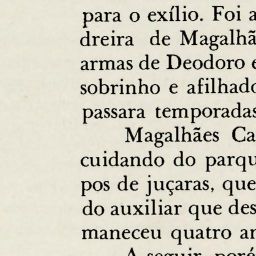 para o exílio. Foi a
dreira de Magalhã
armas de Deodoro e
sobrinho e afilhado
passara temporadas
Magalhães Ca
cuidando do parqu
pos de juçaras, que
do auxiliar que des
maneceu quatro an
A seguir, poré